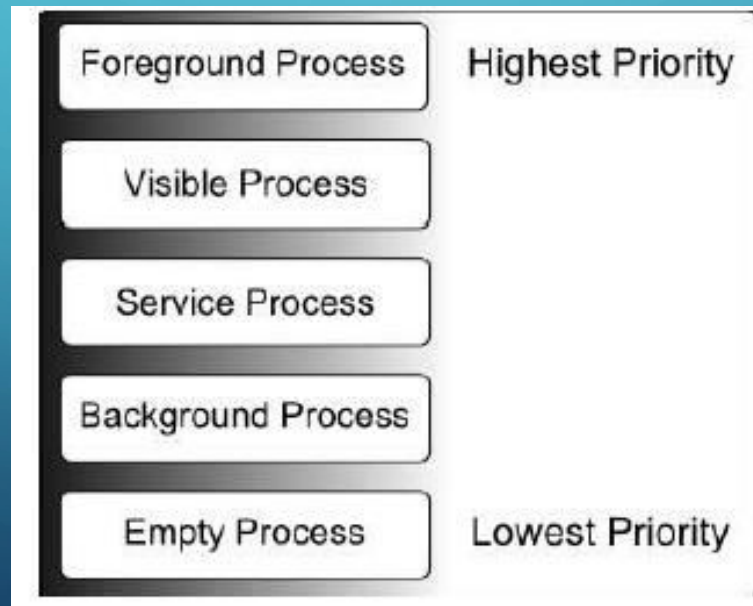 Foreground Process Highest Priority
Visible Process
Service Process
Background Process
Empty Process Lowest Priority